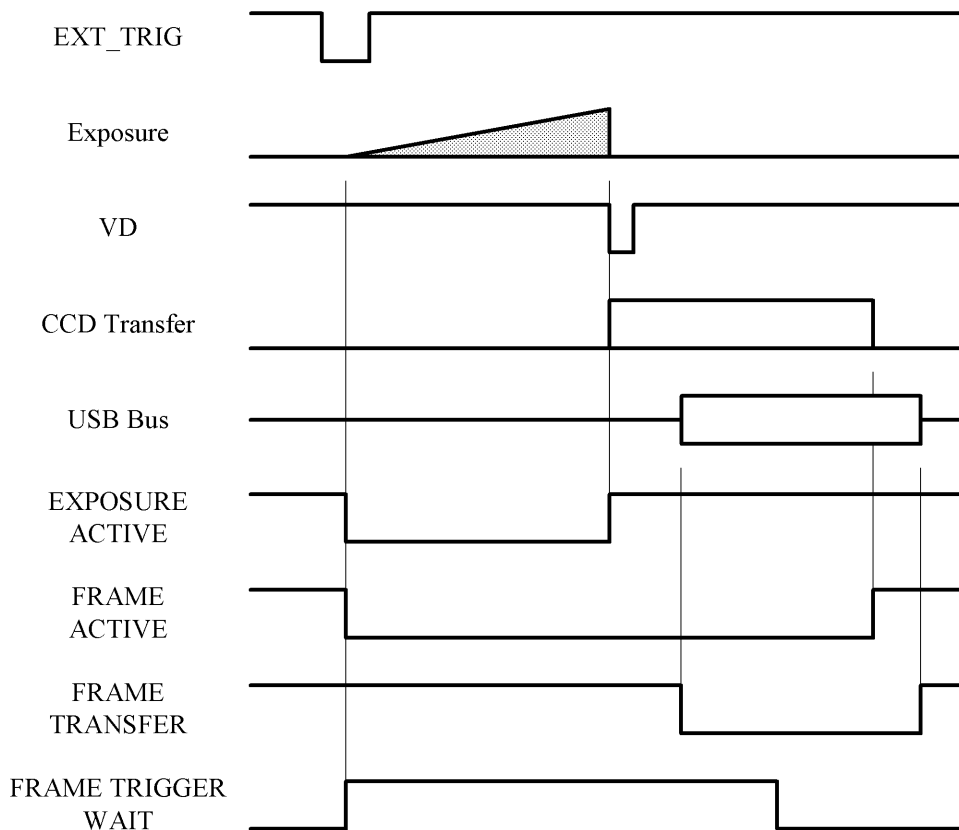 EXT_TRIG
Exposure
VD
CCD Transfer
USB Bus
EXPOSURE
ACTIVE
FRAME
ACTIVE
FRAME
TRANSFER
FRAME TRIGGER
WAIT